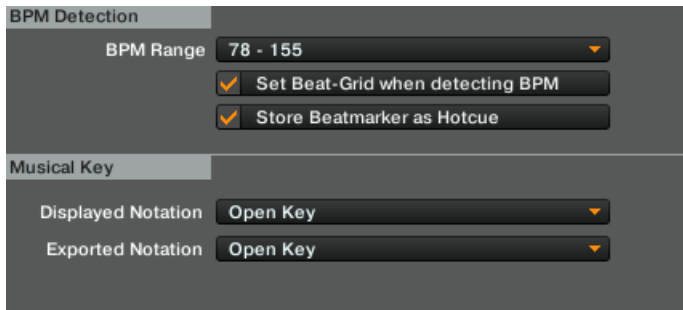 BPM Detection
BPM Range 78 - 155
Set Beat-Grid when detecting BPM
Store Beatmarker as Hotcue
Musical Key
Displayed Notation Open Key
Exported Notation Open Key